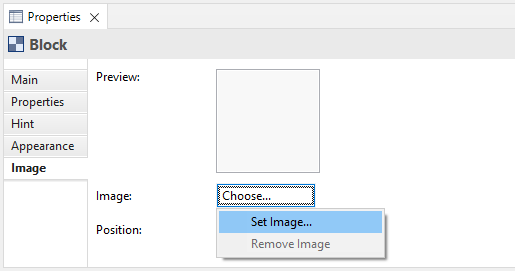 Properties
Block
Main
Properties
Hint
Appearance
Image
Preview:
Image:
Choose...
Set Image...
Remove Image
Position: